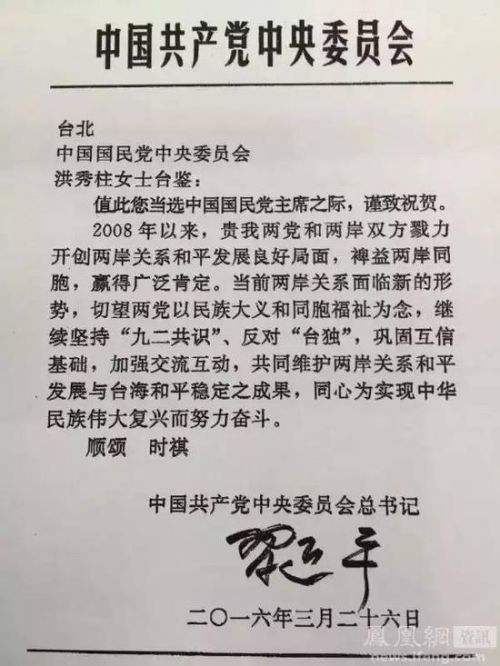 中国共产党中央委员会
台北
中国国民党中央委员会
洪秀柱女士台鉴：
值此您当选中国国民党主席之际，谨致祝贺。
2008年以来，贵我两党和两岸双方戮力
开创两岸关系和平发展良好局面，裨益两岸同
胞，赢得广泛肯定。当前两岸关系面临新的形
势，切望两党以民族大义和同胞福祉为念，继
续坚持“九二共识”、反对“台独”，巩固互信
基础，加强交流互动，共同维护两岸关系和平
发展与台海和平稳定之成果，同心为实现中华
民族伟大复兴而努力奋斗。
顺颂　时祺
中国共产党中央委员会总书记
习近平
二〇一六年三月二十六日
鳳凰網 資訊
news.ifeng.com